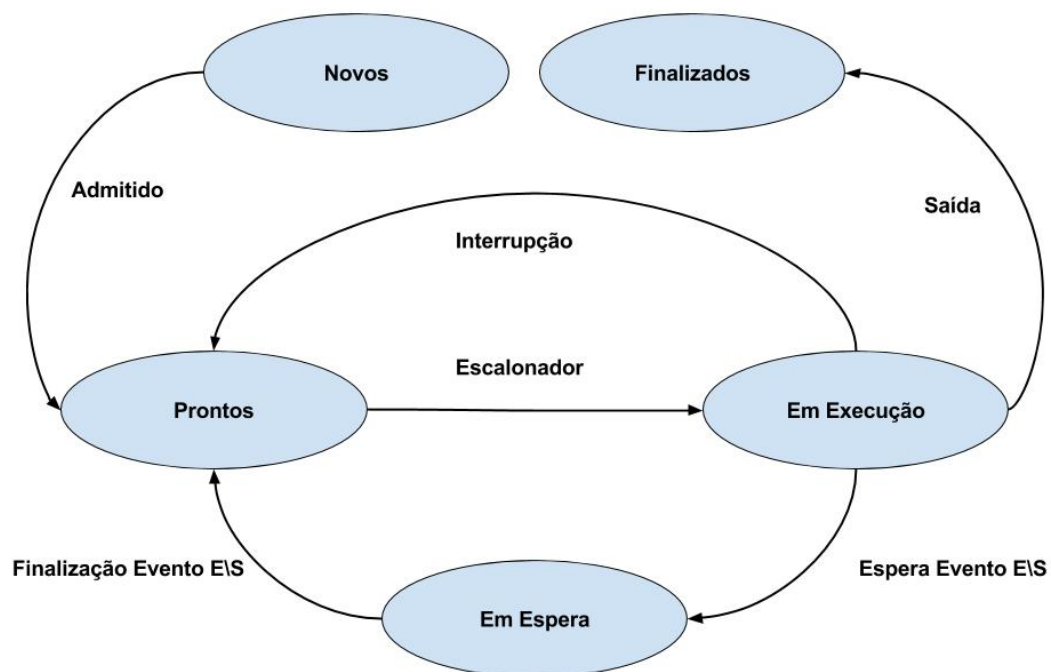 Novos
Finalizados
Admitido
Saída
Interrupção
Escalonador
Prontos
Em Execução
Finalização Evento E\S
Espera Evento E\S
Em Espera